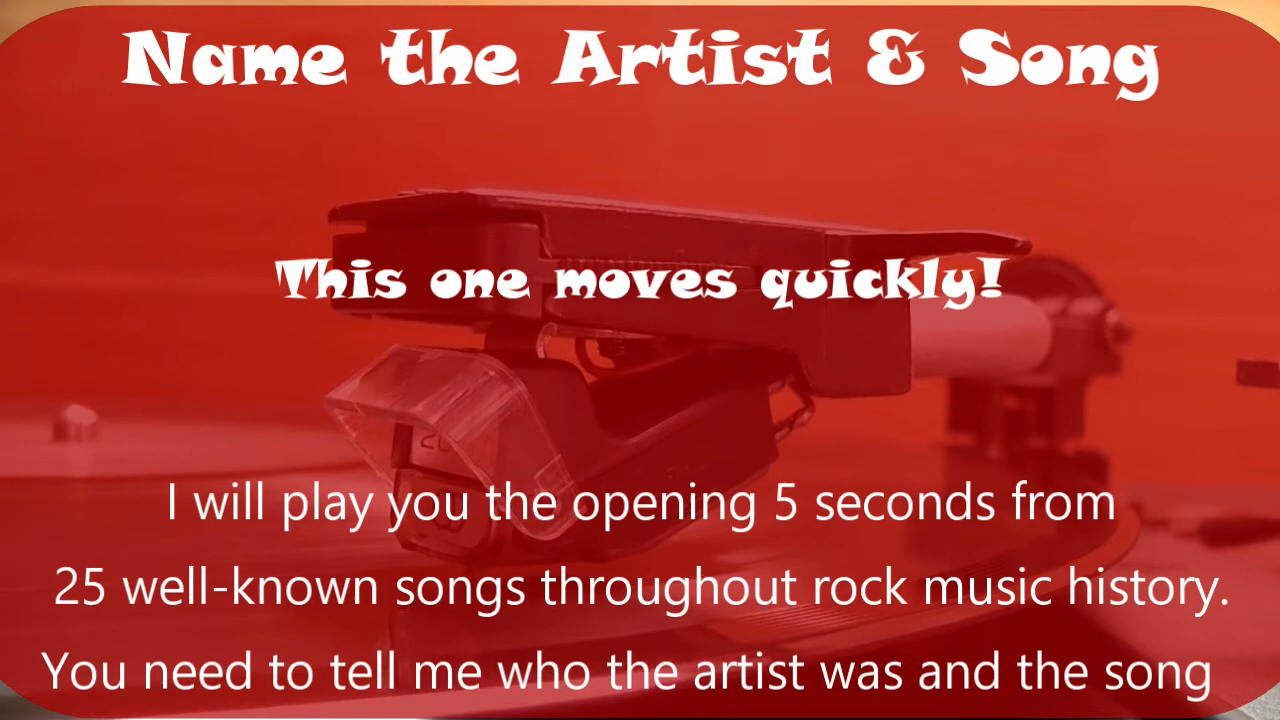 Name the Artist & Song
This one moves quickly!
20
I will play you the opening 5 seconds from
25 well-known songs throughout rock music history.
You need to tell me who the artist was and the song